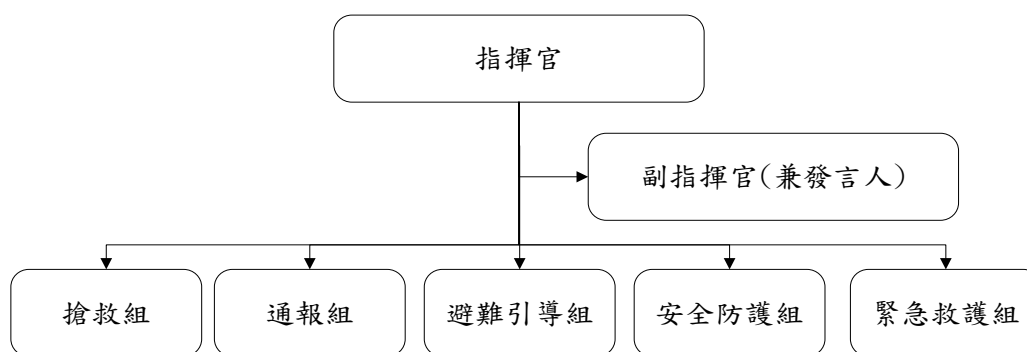 指揮官
副指揮官(兼發言人)
搶救組
通報組
避難引導組
安全防護組
緊急救護組